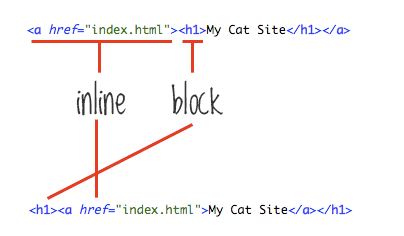 <a href="index.html"><h1>My Cat Site</h1></a>
inline block
<h1><a href="index.html">My Cat Site</a></h1>